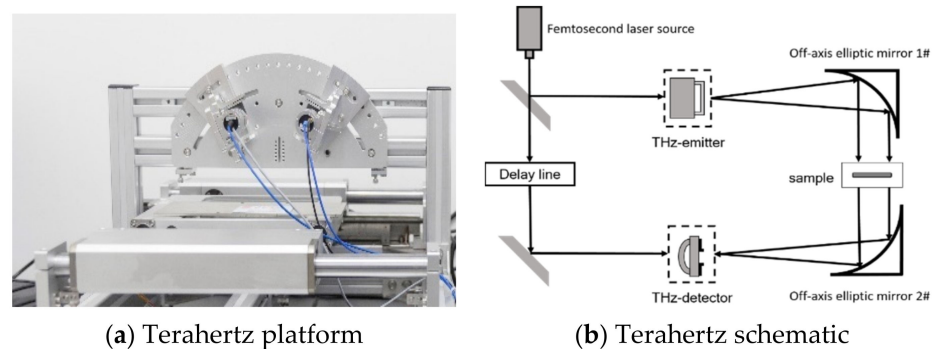 Femtosecond laser source
Off-axis elliptic mirror 1#
THz-emitter
Delay line
sample
THz-detector
Off-axis elliptic mirror 2#
(a) Terahertz platform
(b) Terahertz schematic